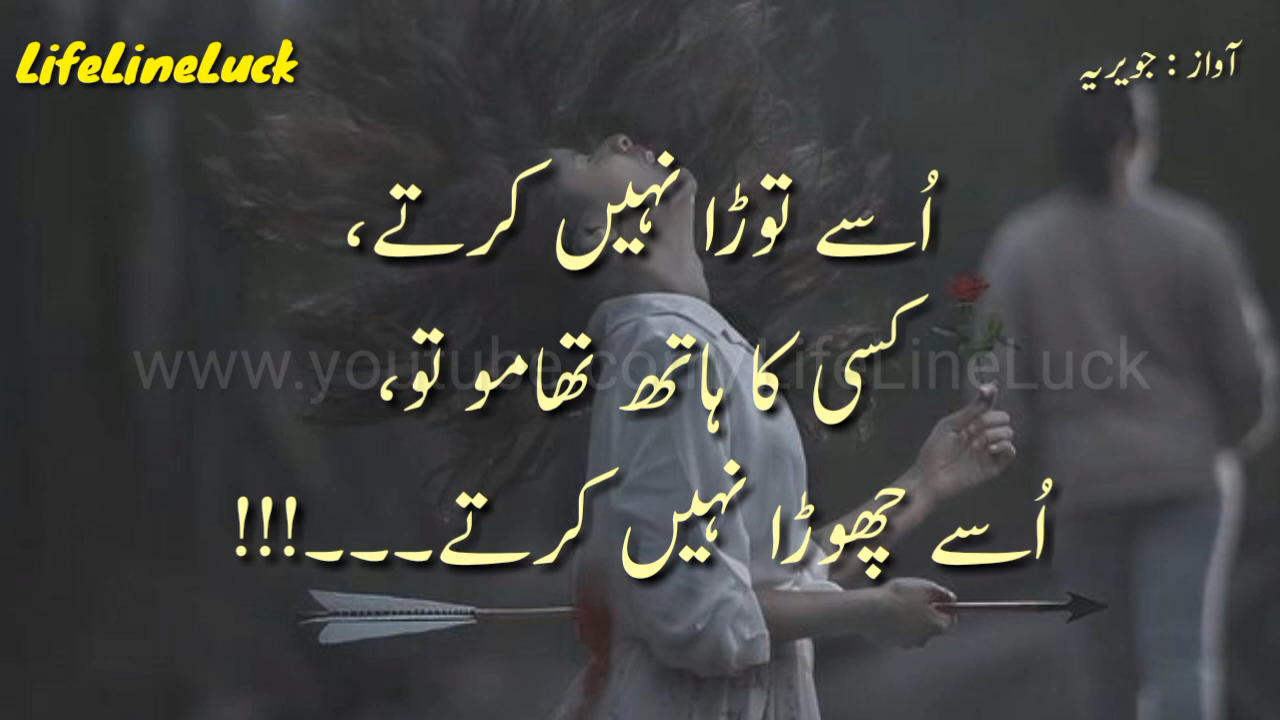 LifeLineLuck
آواز : جویریہ
اُسے توڑا نہیں کرتے،
کسی کا ہاتھ تھامو تو،
www.youtube.com/LifeLineLuck
اُسے چھوڑا نہیں کرتے۔۔۔!!!